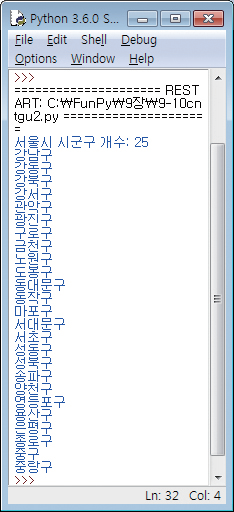 Python 3.6.0 S...
File Edit Shell Debug
Options Window Help
>>>
=================== REST
ART: C:₩FunPy₩9장₩9-10cn
tgu2.py ==================
=
서울시 시군구 개수: 25
강남구
강동구
강북구
강서구
관악구
광진구
구로구
금천구
노원구
도봉구
동대문구
동작구
마포구
서대문구
서초구
성동구
성북구
송파구
양천구
영등포구
용산구
은평구
종로구
중구
중랑구
>>>
Ln: 32 Col: 4